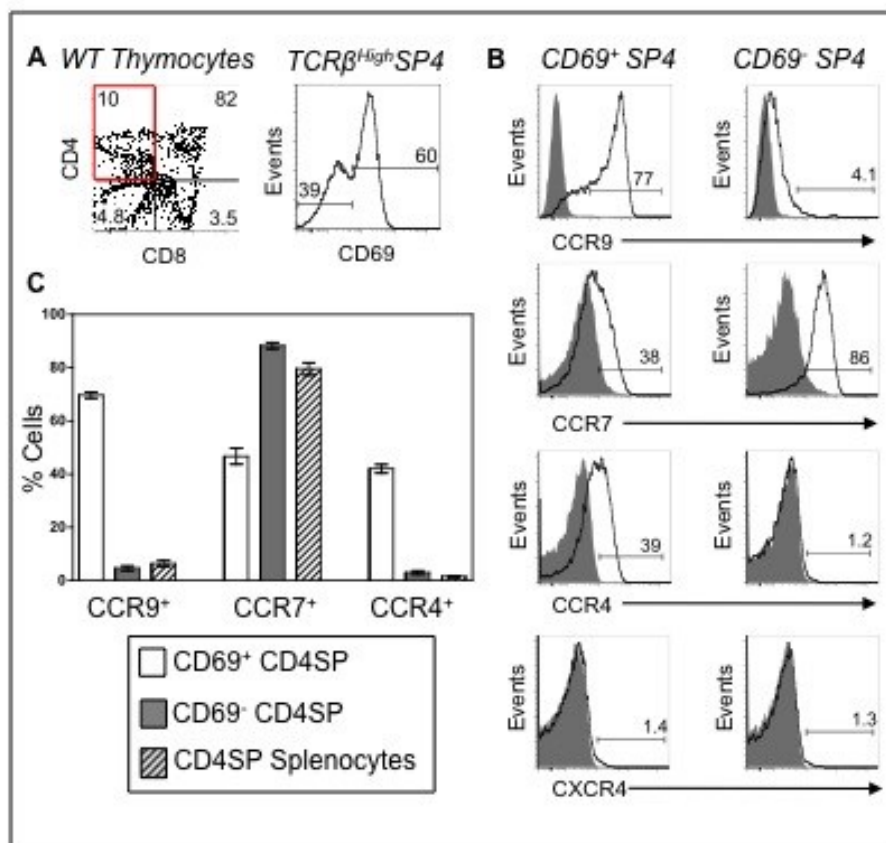 A
WT Thymocytes
TCRβHighSP4
10
82
4.8
3.5
CD4
CD8
Events
39
60
CD69
B
CD69+ SP4
CD69- SP4
Events
77
Events
4.1
CCR9
Events
38
Events
86
CCR7
Events
39
Events
1.2
CCR4
Events
1.4
Events
1.3
CXCR4
C
% Cells
100
80
60
40
20
0
CCR9+
CCR7+
CCR4+
CD69+ CD4SP
CD69- CD4SP
CD4SP Splenocytes